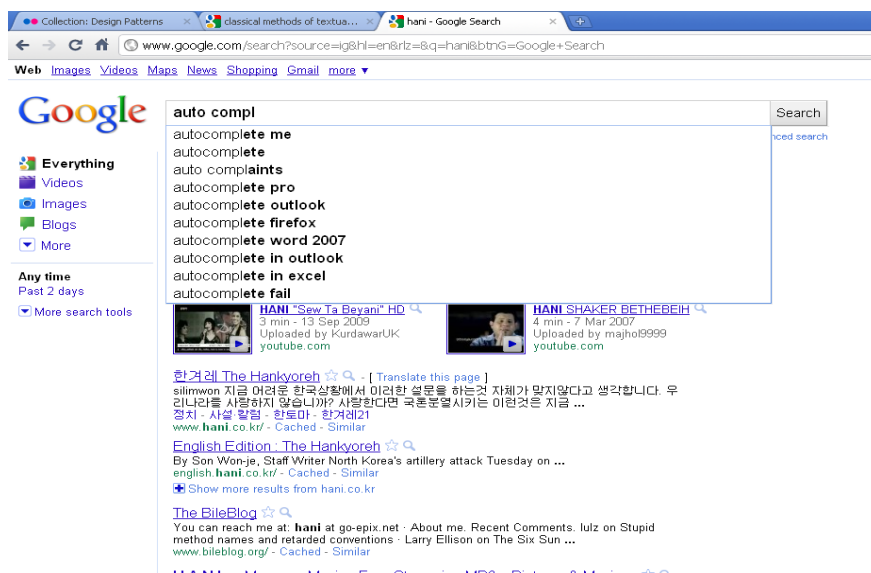 Collection: Design Pattern
classical methods of textua...
hani - Google Search
www.google.com/search?source=ig&hl=en&rlz=&q=hani&btnG=Google+Search
Web Images Videos Maps News Shopping Gmail more ▼
Google
auto compl
Search
autocomplete me
autocomplete
auto complaints
autocomplete pro
autocomplete outlook
autocomplete firefox
autocomplete word 2007
autocomplete in outlook
autocomplete in excel
autocomplete fail
search
Everything
Videos
Images
Blogs
More
Any time
Past 2 days
More search tools
HANI "Sew Ta Beyani" HD
3 min - 13 Sep 2009
Uploaded by KurdawarUK
youtube.com
HANI SHAKER BETHEBEIH
4 min - 7 Mar 2007
Uploaded by majhol9999
youtube.com
한겨레 The Hankyoreh - [ Translate this page ]
silimwon 지금 어려운 한국상황에서 이러한 설문을 하는것 자체가 맞지않다고 생각합니다. 우
리나라를 사랑하지 않습니까? 사랑한다면 국론분열시키는 이런것은 지금 ...
정치 - 사설·칼럼 - 한토마 - 한겨레21
www.hani.co.kr/ - Cached - Similar
English Edition : The Hankyoreh
By Son Won-je, Staff Writer North Korea's artillery attack Tuesday on ...
english.hani.co.kr/ - Cached - Similar
Show more results from hani.co.kr
The BileBlog
You can reach me at: hani at go-epix.net · About me. Recent Comments. lulz on Stupid
method names and retarded conventions · Larry Ellison on The Six Sun ...
www.bileblog.org/ - Cached - Similar